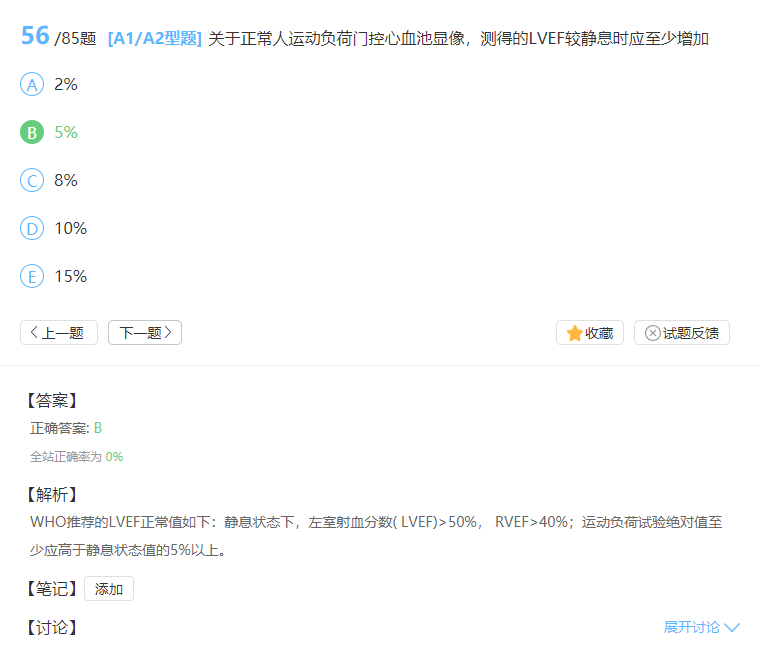 56 /85题 [A1/A2型题] 关于正常人运动负荷门控心血池显像，测得的LVEF较静息时应至少增加
A 2%
B 5%
C 8%
D 10%
E 15%
上一题 下一题 收藏 试题反馈
【答案】
正确答案: B
全站正确率为 0%
【解析】
WHO推荐的LVEF正常值如下：静息状态下，左室射血分数( LVEF)>50%， RVEF>40%；运动负荷试验绝对值至
少应高于静息状态值的5%以上。
【笔记】 添加
【讨论】 展开讨论